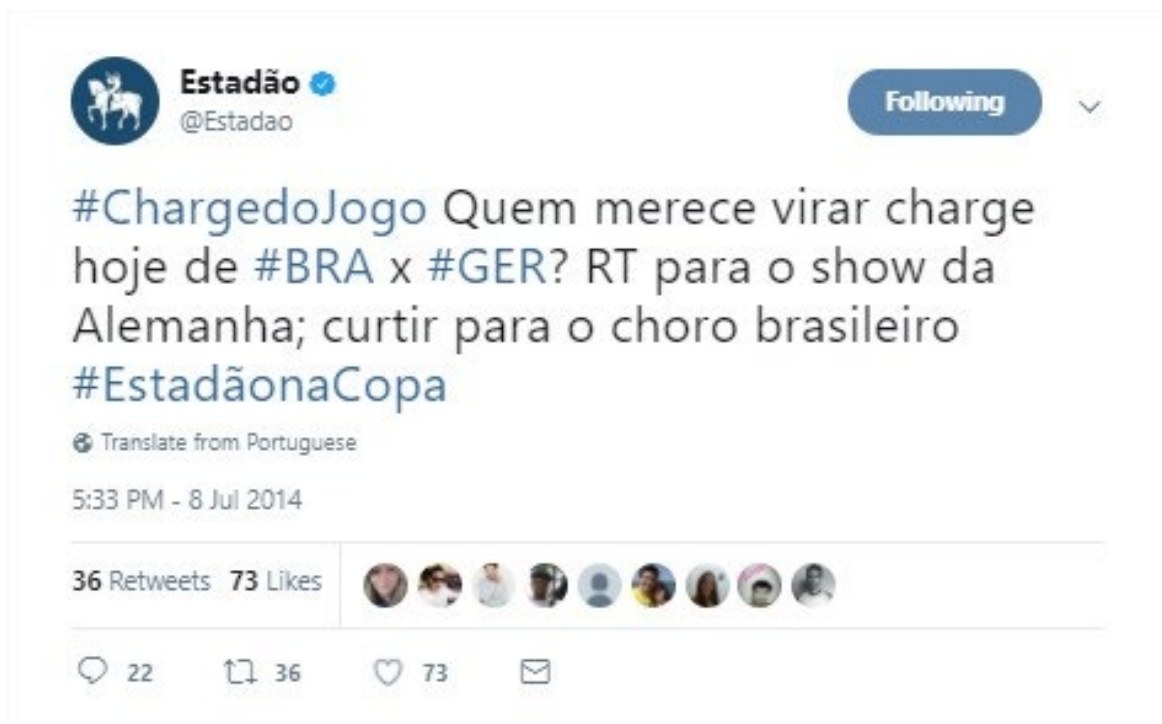 Estadão
Following
@Estadao
#ChargedoJogo Quem merece virar charge
hoje de #BRA x #GER? RT para o show da
Alemanha; curtir para o choro brasileiro
#EstadãonaCopa
Translate from Portuguese
5:33 PM - 8 Jul 2014
36 Retweets 73 Likes
22 36 73